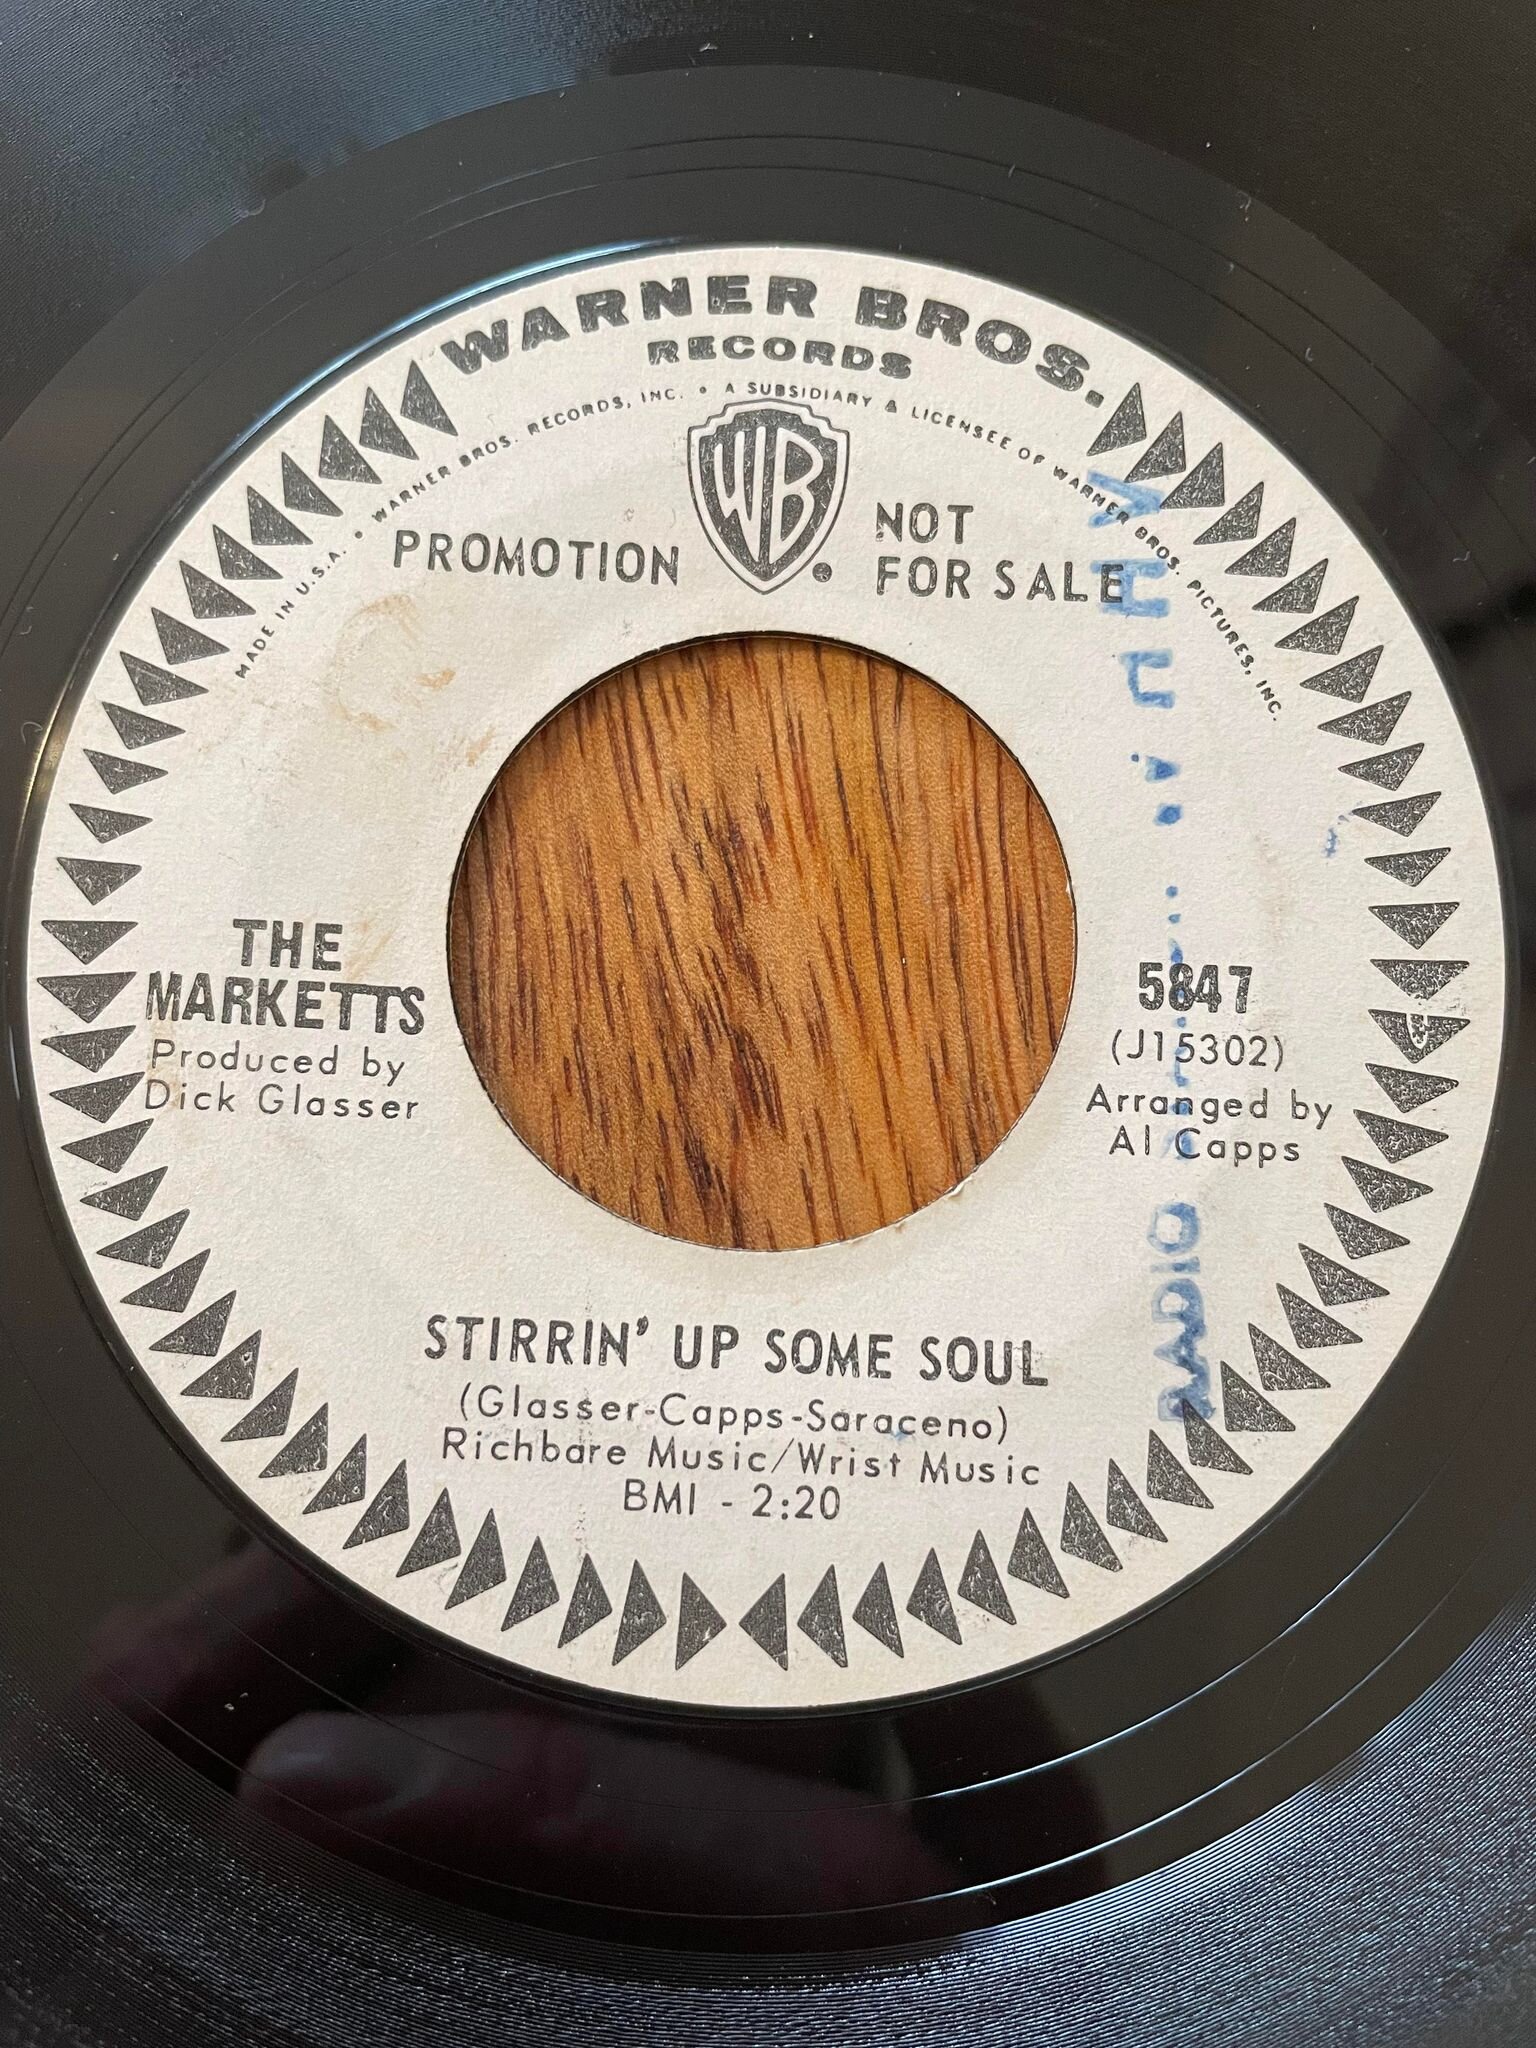 WARNER BROS.
RECORDS
MADE IN U.S.A. • WARNER BROS. RECORDS, INC. • A SUBSIDIARY & LICENSEE OF WARNER BROS. PICTURES, INC.
WB
PROMOTION
NOT
FOR SALE
THE
MARKETTS
Produced by
Dick Glasser
5847
(J15302)
Arranged by
Al Capps
RADIO
STIRRIN' UP SOME SOUL
(Glasser-Capps-Saraceno)
Richbare Music/Wrist Music
BMI - 2:20